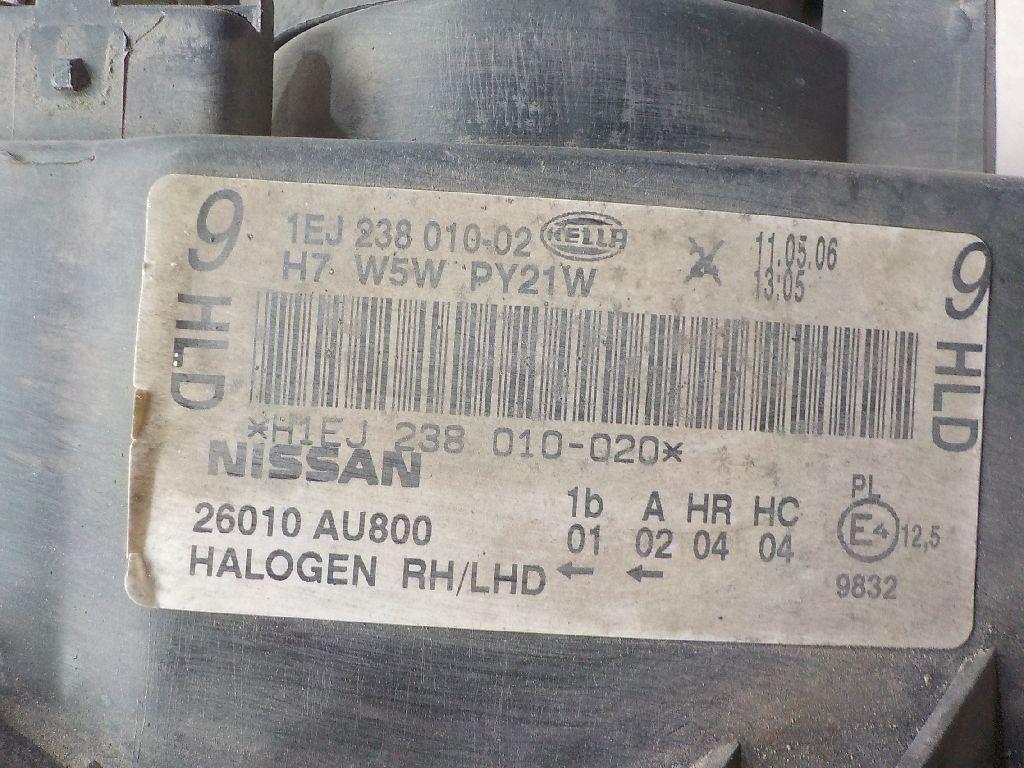 9 HLD
1EJ 238 010-02 HELLA
H7 W5W PY21W
11.05.06
13:05
9 HLD
*H1EJ 238 010-020*
NISSAN
26010 AU800
HALOGEN RH/LHD
1b A HR HC
01 02 04 04
← ←
PL
E4 12,5
9832